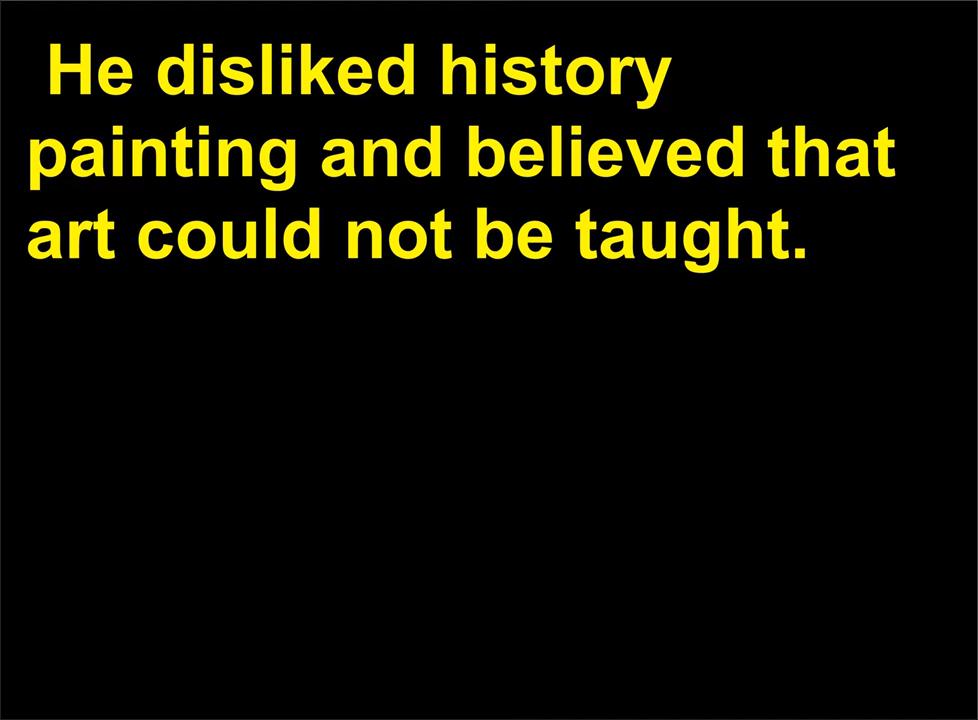 He disliked history
painting and believed that
art could not be taught.